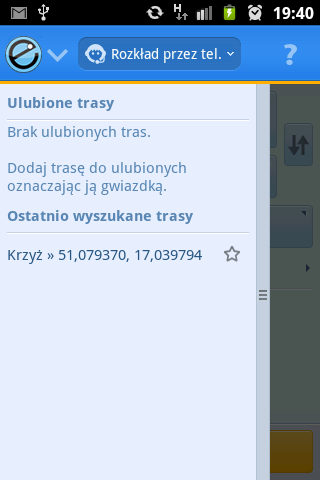 H
19:40
Rozkład przez tel.
?
Ulubione trasy
Brak ulubionych tras.
Dodaj trasę do ulubionych
oznaczając ją gwiazdką.
Ostatnio wyszukane trasy
Krzyż » 51,079370, 17,039794